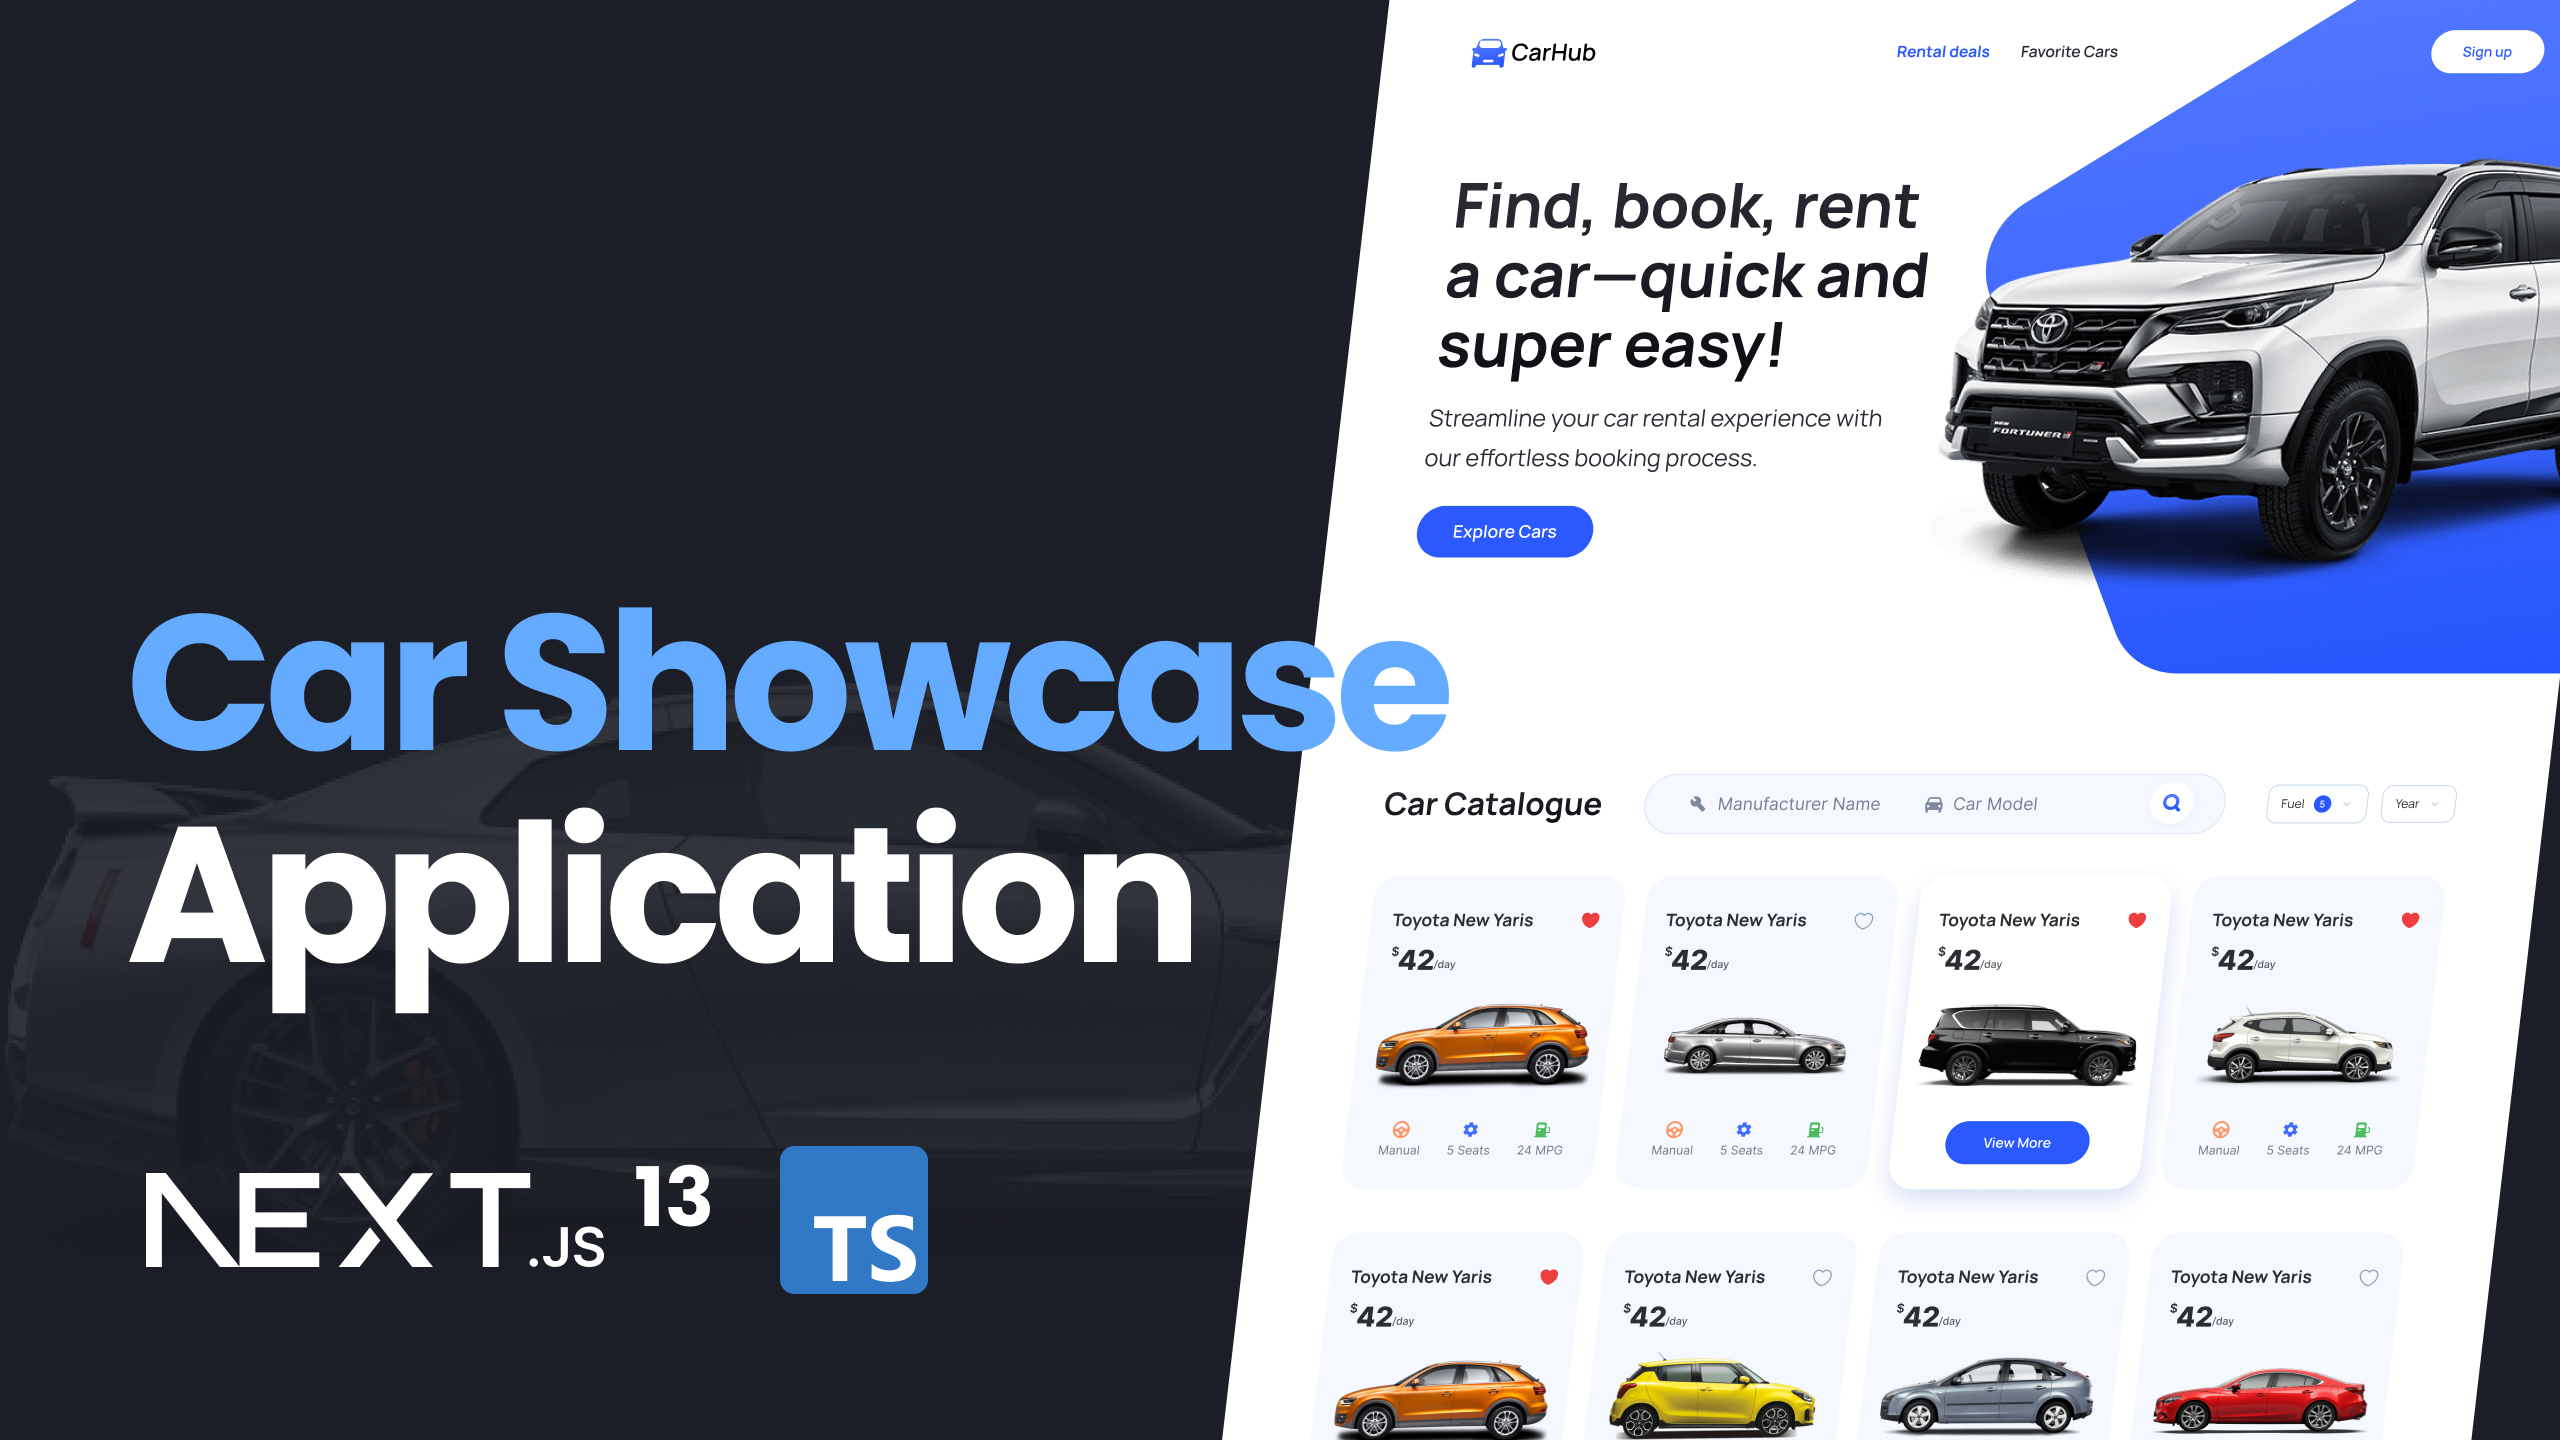 Car Showcase
Application
NEXT.JS 13
TS
CarHub
Rental deals
Favorite Cars
Sign up
Find, book, rent
a car—quick and
super easy!
Streamline your car rental experience with
our effortless booking process.
Explore Cars
NEW
FORTUNER
Car Catalogue
Manufacturer Name
Car Model
Fuel 5
Year
Toyota New Yaris
$42/day
Manual
5 Seats
24 MPG
Toyota New Yaris
$42/day
Manual
5 Seats
24 MPG
Toyota New Yaris
$42/day
View More
Toyota New Yaris
$42/day
Manual
5 Seats
24 MPG
Toyota New Yaris
$42/day
Toyota New Yaris
$42/day
Toyota New Yaris
$42/day
Toyota New Yaris
$42/day